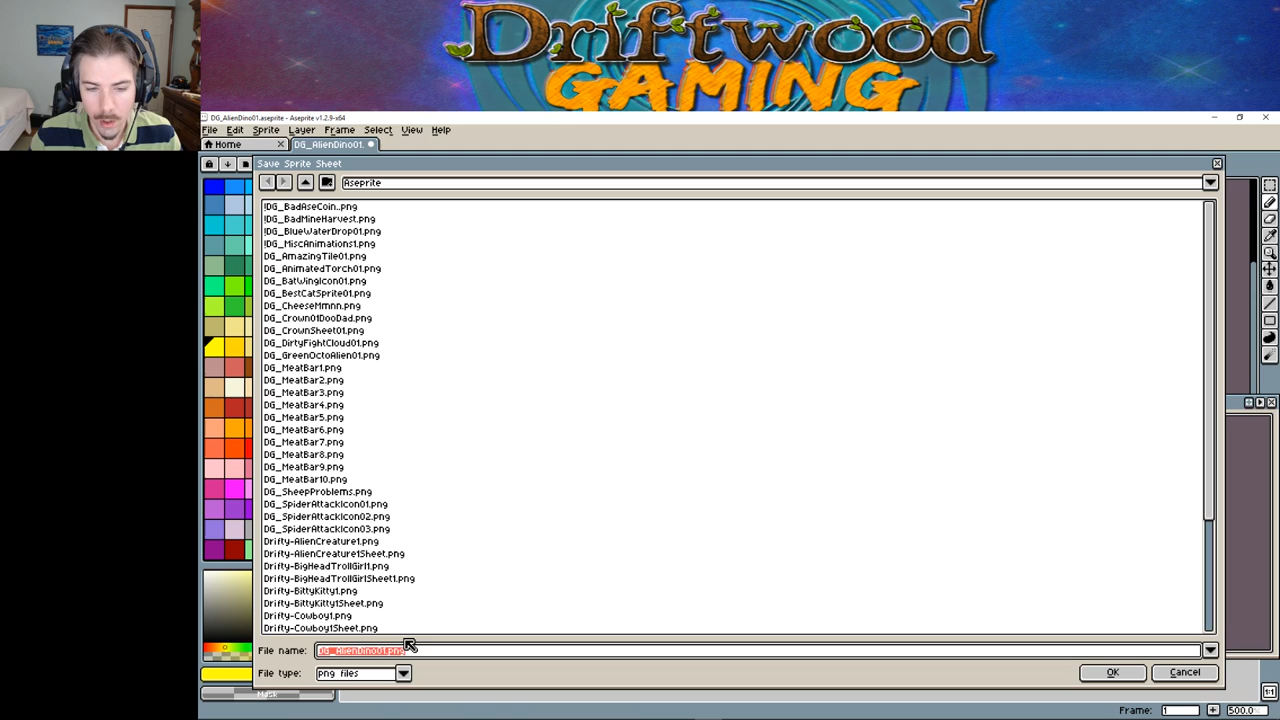 Driftwood
GAMING
DG_AlienDino01.aseprite - Aseprite v1.2.9-x64
File Edit Sprite Layer Frame Select View Help
Home DG_AlienDino01.
Save Sprite Sheet
Aseprite
!DG_BadAseCoin..png
!DG_BadMineHarvest.png
!DG_BlueWaterDrop01.png
!DG_MiscAnimations1.png
DG_AmazingTile01.png
DG_AnimatedTorch01.png
DG_BatWingIcon01.png
DG_BestCatSprite01.png
DG_CheeseMmnn.png
DG_Crown01DooDad.png
DG_CrownSheet01.png
DG_DirtyFightCloud01.png
DG_GreenOctoAlien01.png
DG_MeatBar1.png
DG_MeatBar2.png
DG_MeatBar3.png
DG_MeatBar4.png
DG_MeatBar5.png
DG_MeatBar6.png
DG_MeatBar7.png
DG_MeatBar8.png
DG_MeatBar9.png
DG_MeatBar10.png
DG_SheepProblems.png
DG_SpiderAttackIcon01.png
DG_SpiderAttackIcon02.png
DG_SpiderAttackIcon03.png
Drifty-AlienCreature1.png
Drifty-AlienCreature1Sheet.png
Drifty-BigHeadTrollGirl1.png
Drifty-BigHeadTrollGirlSheet1.png
Drifty-BittyKitty1.png
Drifty-BittyKitty1Sheet.png
Drifty-Cowboy1.png
Drifty-Cowboy1Sheet.png
File name: DG_AlienDino01.png
File type: png files OK Cancel
Mask
Frame: 1 500.0 1:1